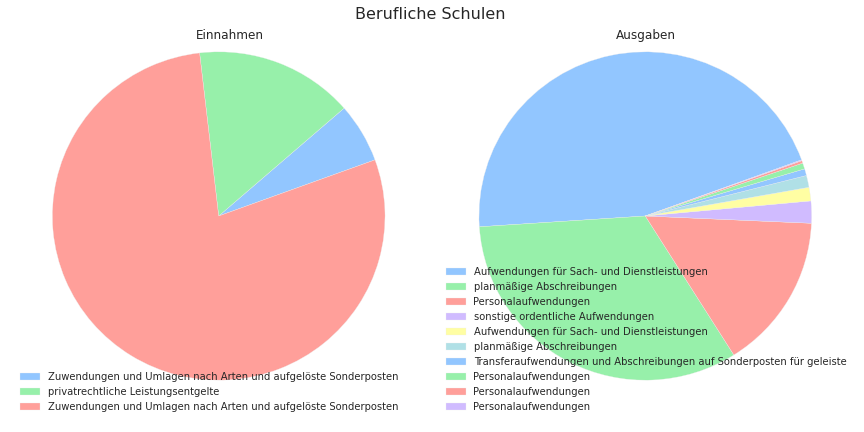 Berufliche Schulen
Einnahmen
Zuwendungen und Umlagen nach Arten und aufgelöste Sonderposten
privatrechtliche Leistungsentgelte
Zuwendungen und Umlagen nach Arten und aufgelöste Sonderposten
Ausgaben
Aufwendungen für Sach- und Dienstleistungen
planmäßige Abschreibungen
Personalaufwendungen
sonstige ordentliche Aufwendungen
Aufwendungen für Sach- und Dienstleistungen
planmäßige Abschreibungen
Transferaufwendungen und Abschreibungen auf Sonderposten für geleiste
Personalaufwendungen
Personalaufwendungen
Personalaufwendungen